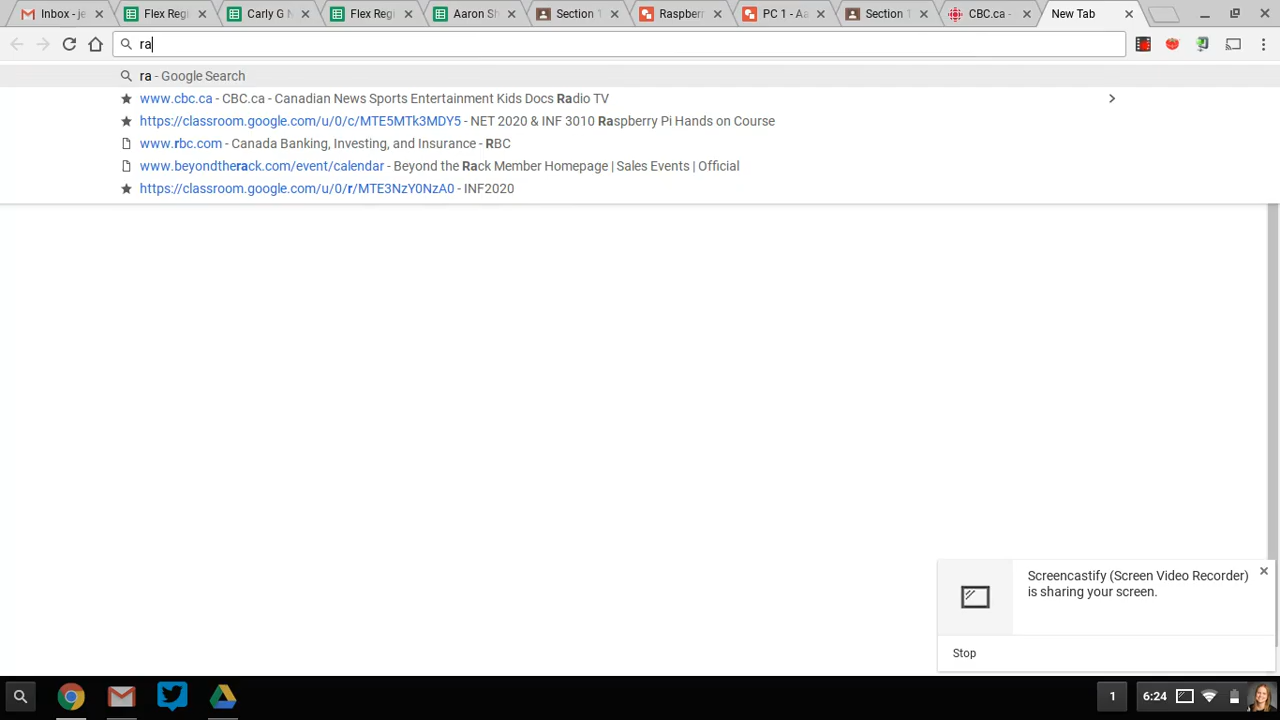 Inbox - je
Flex Regi
Carly G N
Flex Regi
Aaron Sh
Section 1
Raspberr
PC 1 - Aa
Section 1
CBC.ca -
New Tab
ra
ra - Google Search
www.cbc.ca - CBC.ca - Canadian News Sports Entertainment Kids Docs Radio TV
https://classroom.google.com/u/0/c/MTE5MTk3MDY5 - NET 2020 & INF 3010 Raspberry Pi Hands on Course
www.rbc.com - Canada Banking, Investing, and Insurance - RBC
www.beyondtherack.com/event/calendar - Beyond the Rack Member Homepage | Sales Events | Official
https://classroom.google.com/u/0/r/MTE3NzY0NzA0 - INF2020
Screencastify (Screen Video Recorder)
is sharing your screen.
Stop
1
6:24